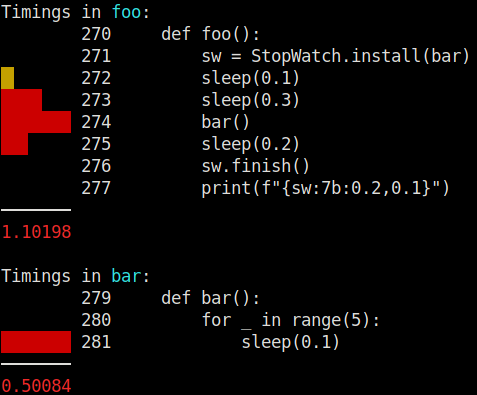 Timings in foo:
270     def foo():
271         sw = StopWatch.install(bar)
272         sleep(0.1)
273         sleep(0.3)
274         bar()
275         sleep(0.2)
276         sw.finish()
277         print(f"{sw:7b:0.2,0.1}")
1.10198
Timings in bar:
279     def bar():
280         for _ in range(5):
281             sleep(0.1)
0.50084